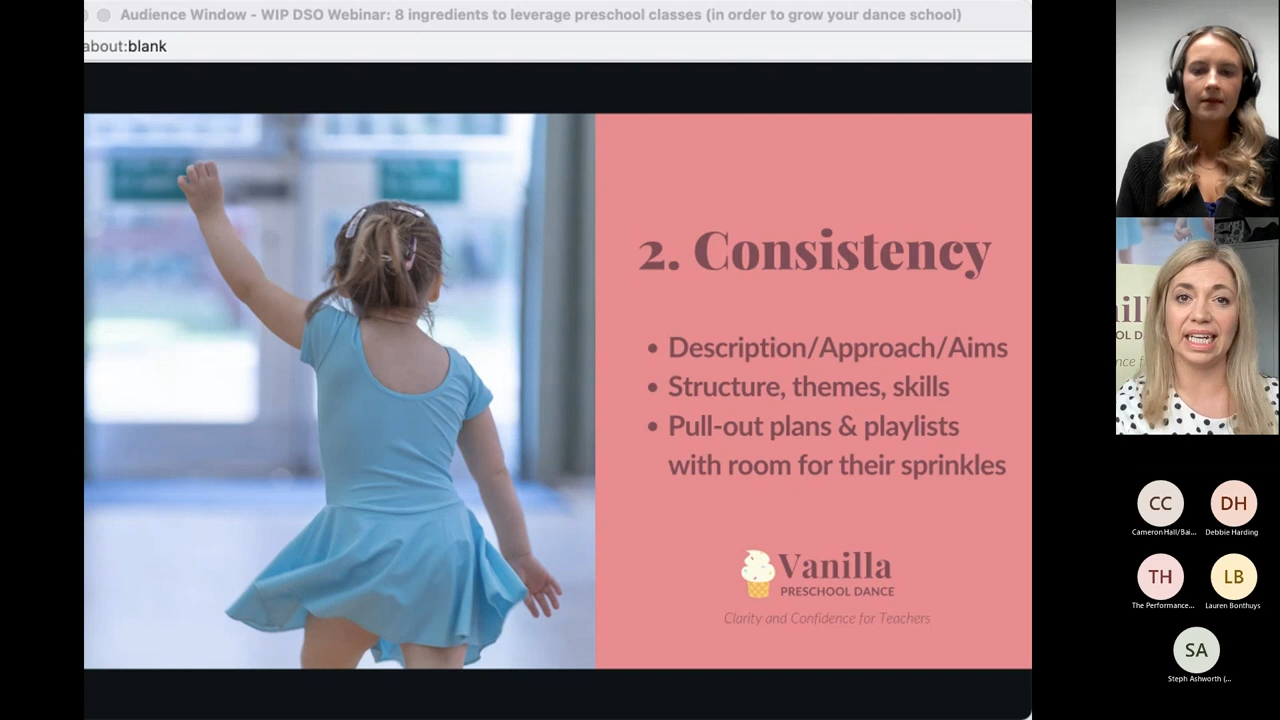 Audience Window - WIP DSO Webinar: 8 ingredients to leverage preschool classes (in order to grow your dance school)
about:blank
2. Consistency
• Description/Approach/Aims
• Structure, themes, skills
• Pull-out plans & playlists
with room for their sprinkles
Vanilla
PRESCHOOL DANCE
Clarity and Confidence for Teachers
CC
Cameron Hall/Bai...
DH
Debbie Harding
TH
The Performance...
LB
Lauren Bonthuys
SA
Steph Ashworth (...